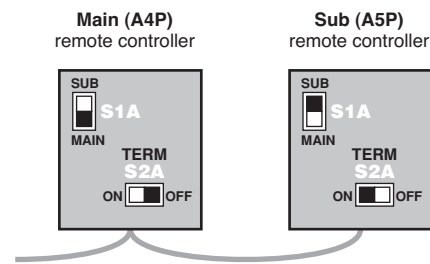 Main (A4P)
remote controller
SUB
S1A
MAIN
TERM
S2A
ON OFF
Sub (A5P)
remote controller
SUB
S1A
MAIN
TERM
S2A
ON OFF